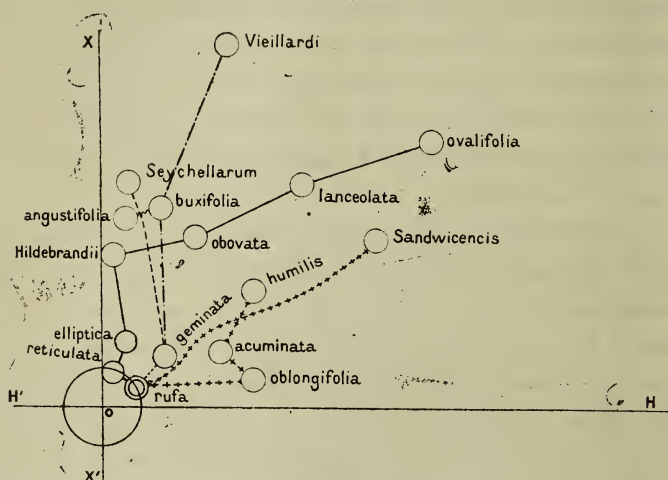 X
Vieillardi
ovalifolia
Seychellarum
lanceolata
buxifolia
angustifolia
Sandwicensis
obovata
Hildebrandii
humilis
geminata
elliptica
acuminata
reticulata
oblongifolia
rufa
H'
o
H
X'